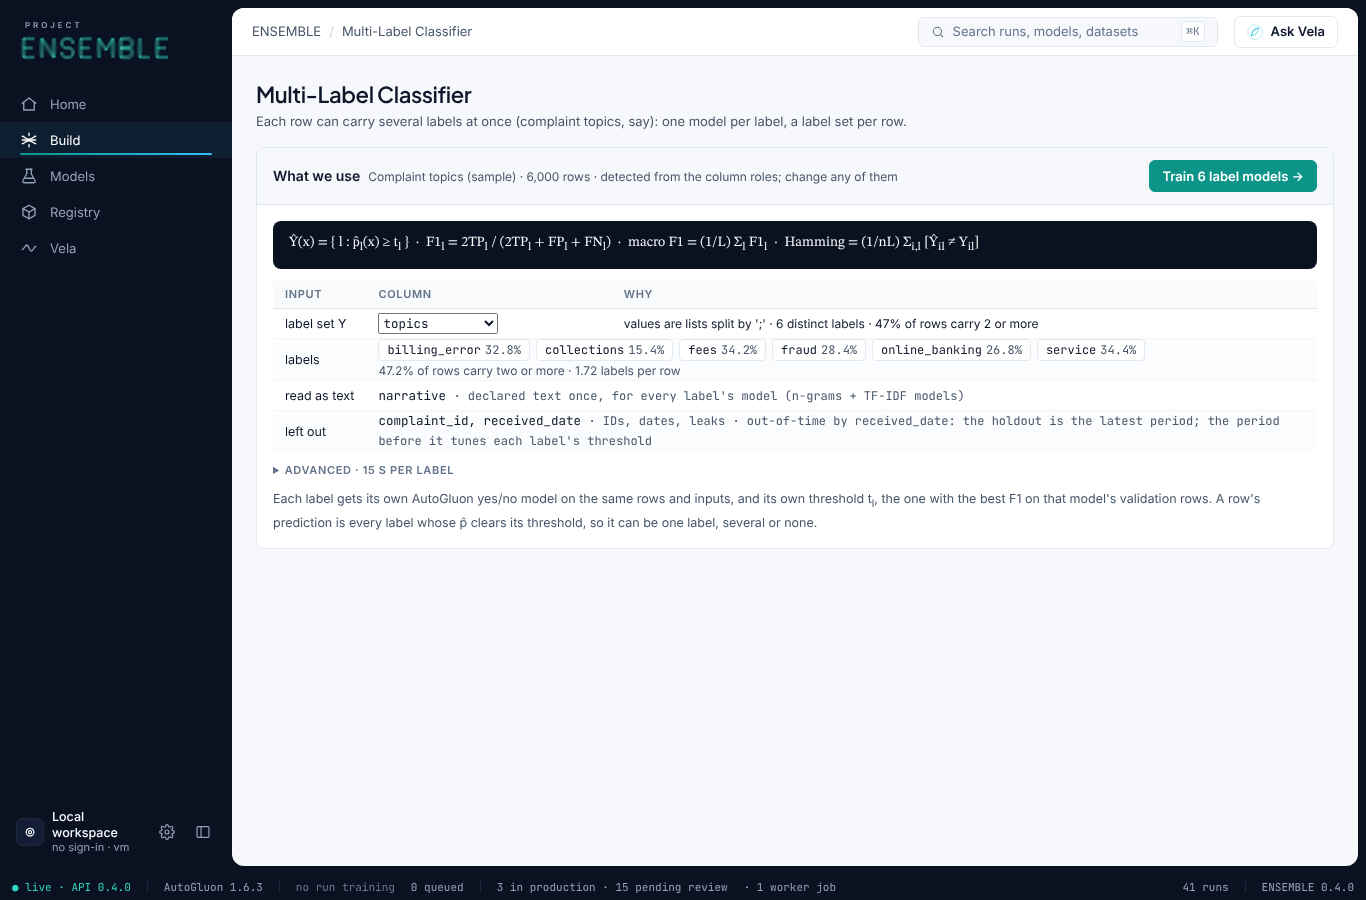 PROJECT
ENSEMBLE
Home
Build
Models
Registry
Vela
Local
workspace
no sign-in · vm
ENSEMBLE / Multi-Label Classifier
Search runs, models, datasets ⌘K
Ask Vela
Multi-Label Classifier
Each row can carry several labels at once (complaint topics, say): one model per label, a label set per row.
What we use Complaint topics (sample) · 6,000 rows · detected from the column roles; change any of them
Train 6 label models →
Ŷ(x) = { l : p̂l(x) ≥ tl } · F1l = 2TPl / (2TPl + FPl + FNl) · macro F1 = (1/L) Σl F1l · Hamming = (1/nL) Σi,l [Ŷil ≠ Yil]
INPUT COLUMN WHY
label set Y topics values are lists split by ';' · 6 distinct labels · 47% of rows carry 2 or more
labels billing_error 32.8% collections 15.4% fees 34.2% fraud 28.4% online_banking 26.8% service 34.4%
47.2% of rows carry two or more · 1.72 labels per row
read as text narrative · declared text once, for every label's model (n-grams + TF-IDF models)
left out complaint_id, received_date · IDs, dates, leaks · out-of-time by received_date: the holdout is the latest period; the period
before it tunes each label's threshold
▶ ADVANCED · 15 S PER LABEL
Each label gets its own AutoGluon yes/no model on the same rows and inputs, and its own threshold tl, the one with the best F1 on that model's validation rows. A row's
prediction is every label whose p̂ clears its threshold, so it can be one label, several or none.
● live · API 0.4.0 AutoGluon 1.6.3 no run training 0 queued 3 in production · 15 pending review · 1 worker job 41 runs ENSEMBLE 0.4.0